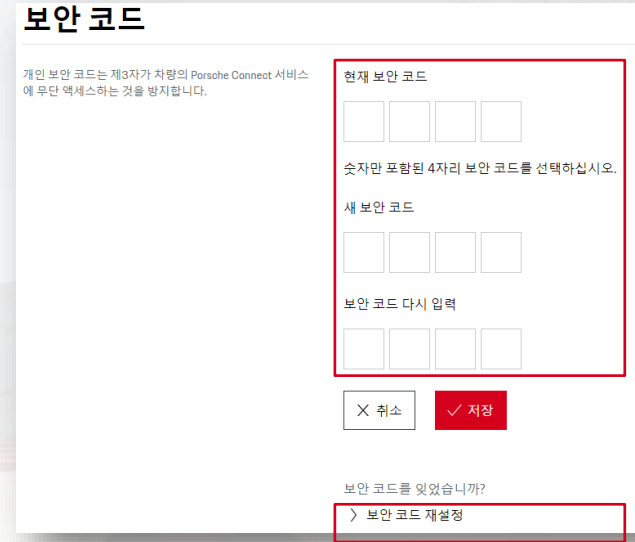 보안 코드
개인 보안 코드는 제3자가 차량의 Porsche Connect 서비스
에 무단 액세스하는 것을 방지합니다.
현재 보안 코드
숫자만 포함된 4자리 보안 코드를 선택하십시오.
새 보안 코드
보안 코드 다시 입력
취소
저장
보안 코드를 잊었습니까?
보안 코드 재설정